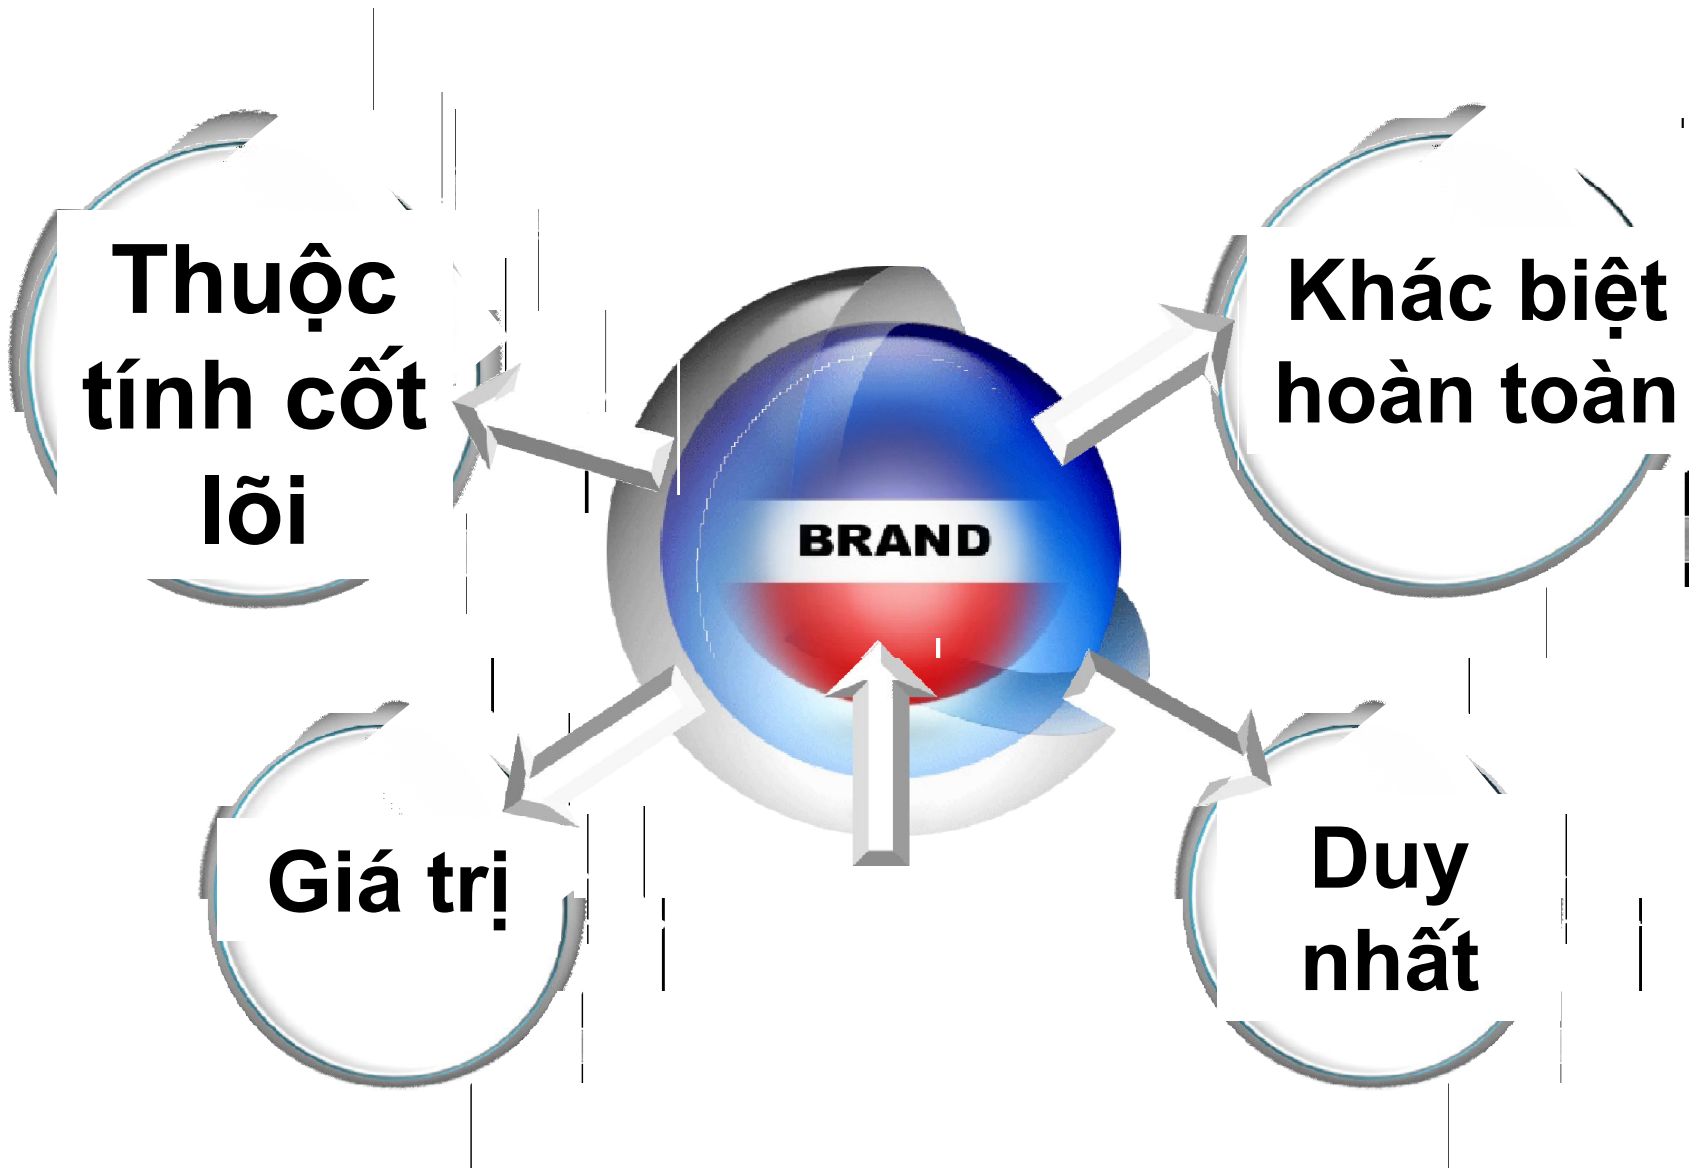 Thuộc
tính cốt
lõi
Khác biệt
hoàn toàn
BRAND
Giá trị
Duy
nhất